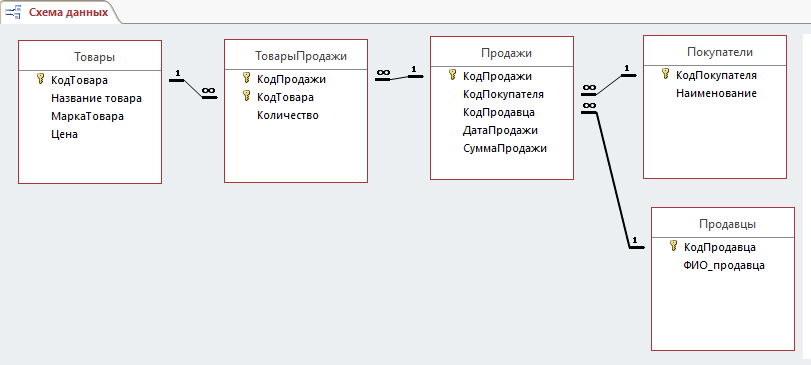 Схема данных
Товары
КодТовара
Название товара
МаркаТовара
Цена
1
∞
ТоварыПродажи
КодПродажи
КодТовара
Количество
∞
1
Продажи
КодПродажи
КодПокупателя
КодПродавца
ДатаПродажи
СуммаПродажи
∞
∞
1
Покупатели
КодПокупателя
Наименование
1
Продавцы
КодПродавца
ФИО_продавца